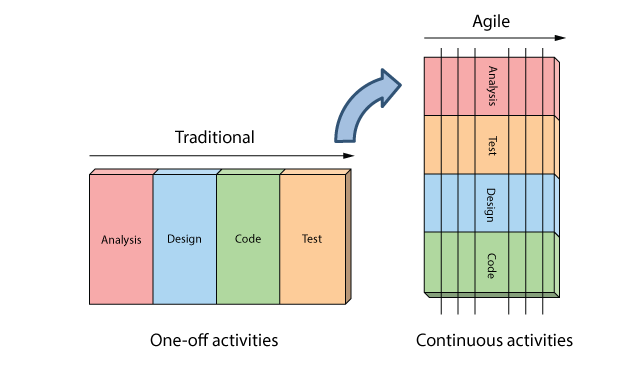 Agile
Traditional
Analysis
Design
Code
Test
Analysis
Test
Design
Code
One-off activities
Continuous activities